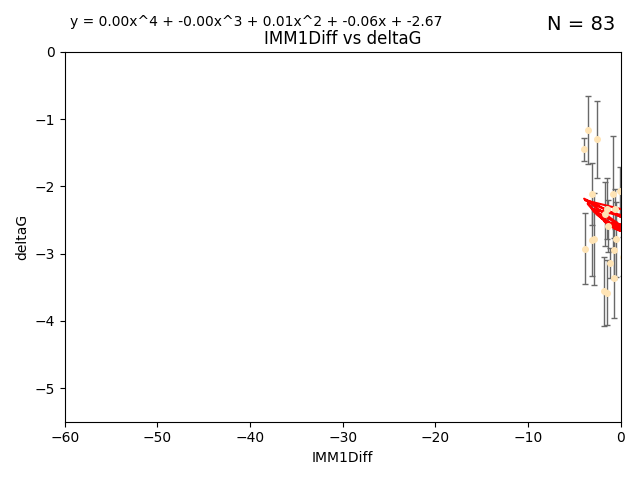 y = 0.00x^4 + -0.00x^3 + 0.01x^2 + -0.06x + -2.67
N = 83
IMM1Diff vs deltaG
0
−1
−2
−3
−4
−5
deltaG
−60
−50
−40
−30
−20
−10
0
IMM1Diff